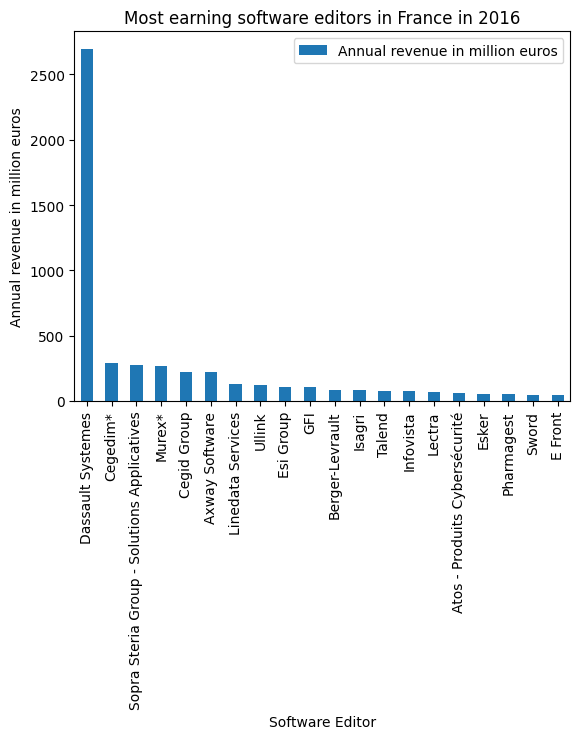 Most earning software editors in France in 2016
Annual revenue in million euros
Annual revenue in million euros
2500
2000
1500
1000
500
0
Dassault Systemes
Cegedim*
Sopra Steria Group - Solutions Applicatives
Murex*
Cegid Group
Axway Software
Linedata Services
Ullink
Esi Group
GFI
Berger-Levrault
Isagri
Talend
Infovista
Lectra
Atos - Produits Cybersécurité
Esker
Pharmagest
Sword
E Front
Software Editor